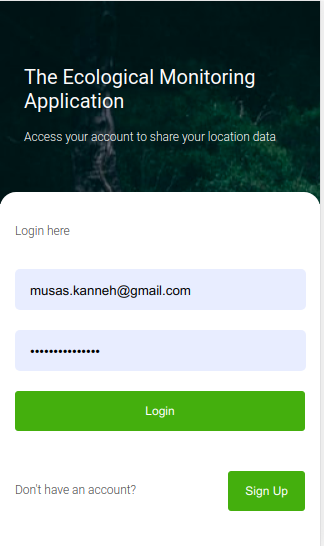 The Ecological Monitoring
Application
Access your account to share your location data
Login here
musas.kanneh@gmail.com
•••••••••••••••
Login
Don't have an account?
Sign Up